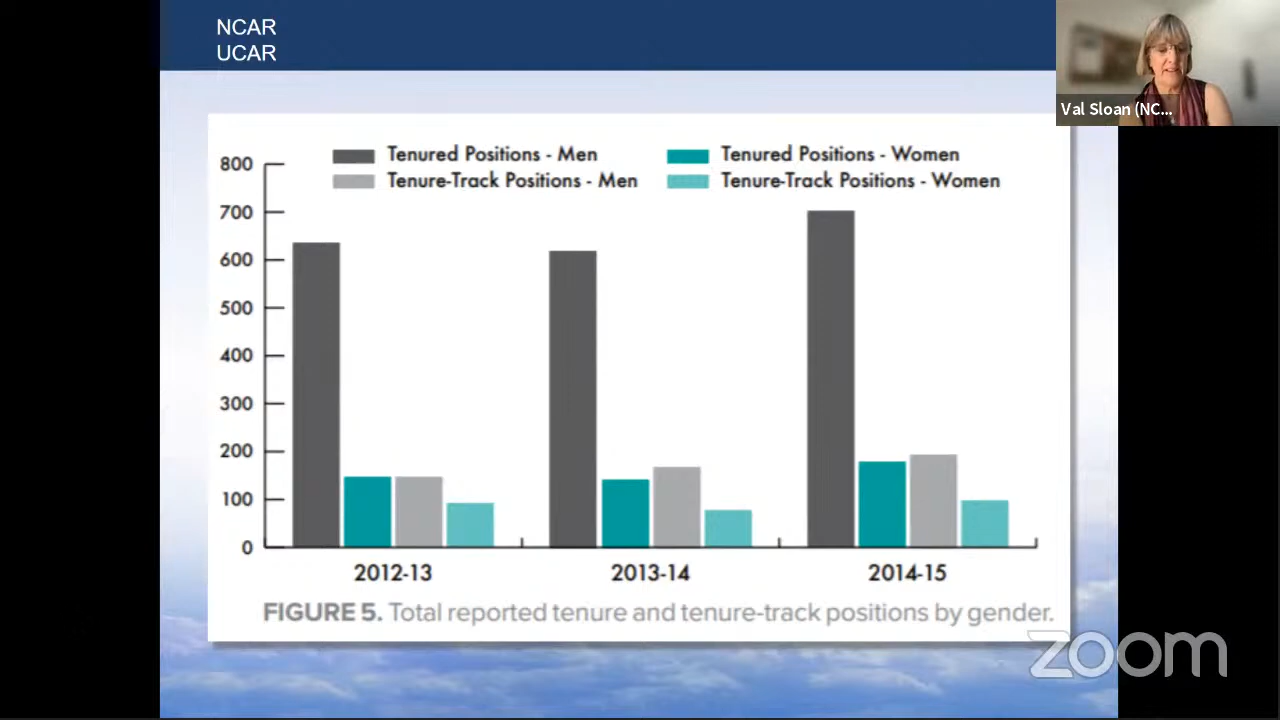 NCAR
UCAR
Val Sloan (NC...
Tenured Positions - Men
Tenured Positions - Women
Tenure-Track Positions - Men
Tenure-Track Positions - Women
800
700
600
500
400
300
200
100
0
2012-13
2013-14
2014-15
FIGURE 5. Total reported tenure and tenure-track positions by gender.
zoom